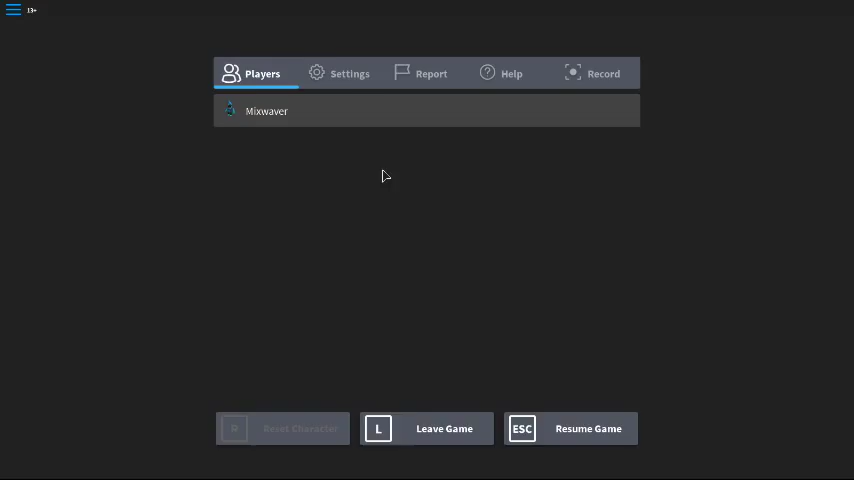 13+
Players Settings Report Help Record
Mixwaver
R Reset Character L Leave Game ESC Resume Game